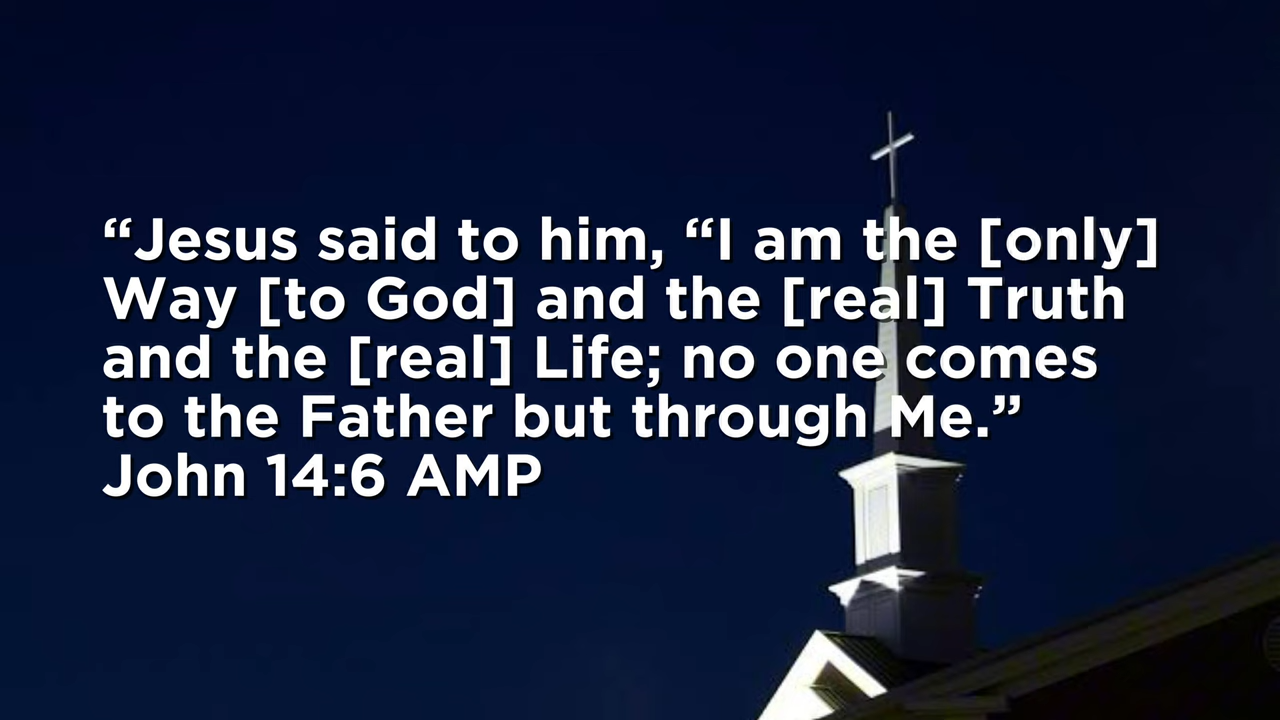 “Jesus said to him, “I am the [only]
Way [to God] and the [real] Truth
and the [real] Life; no one comes
to the Father but through Me.”
John 14:6 AMP